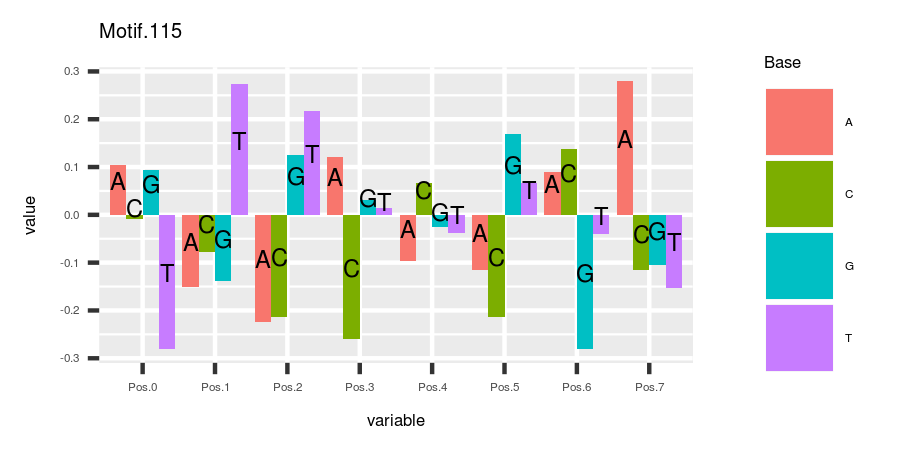 Motif.115
value
0.3
0.2
0.1
0.0
-0.1
-0.2
-0.3
A C G T A C G T A C G T A C G T A C G T A C G T A C G T A C G T
Pos.0 Pos.1 Pos.2 Pos.3 Pos.4 Pos.5 Pos.6 Pos.7
variable
Base
A
C
G
T